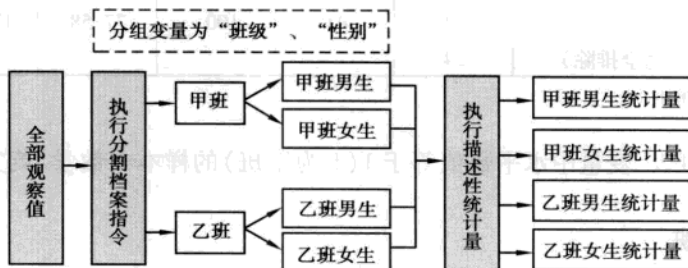 分组变量为“班级”、“性别”
全部观察值
执行分割档案指令
甲班
乙班
甲班男生
甲班女生
乙班男生
乙班女生
执行描述性统计量
甲班男生统计量
甲班女生统计量
乙班男生统计量
乙班女生统计量